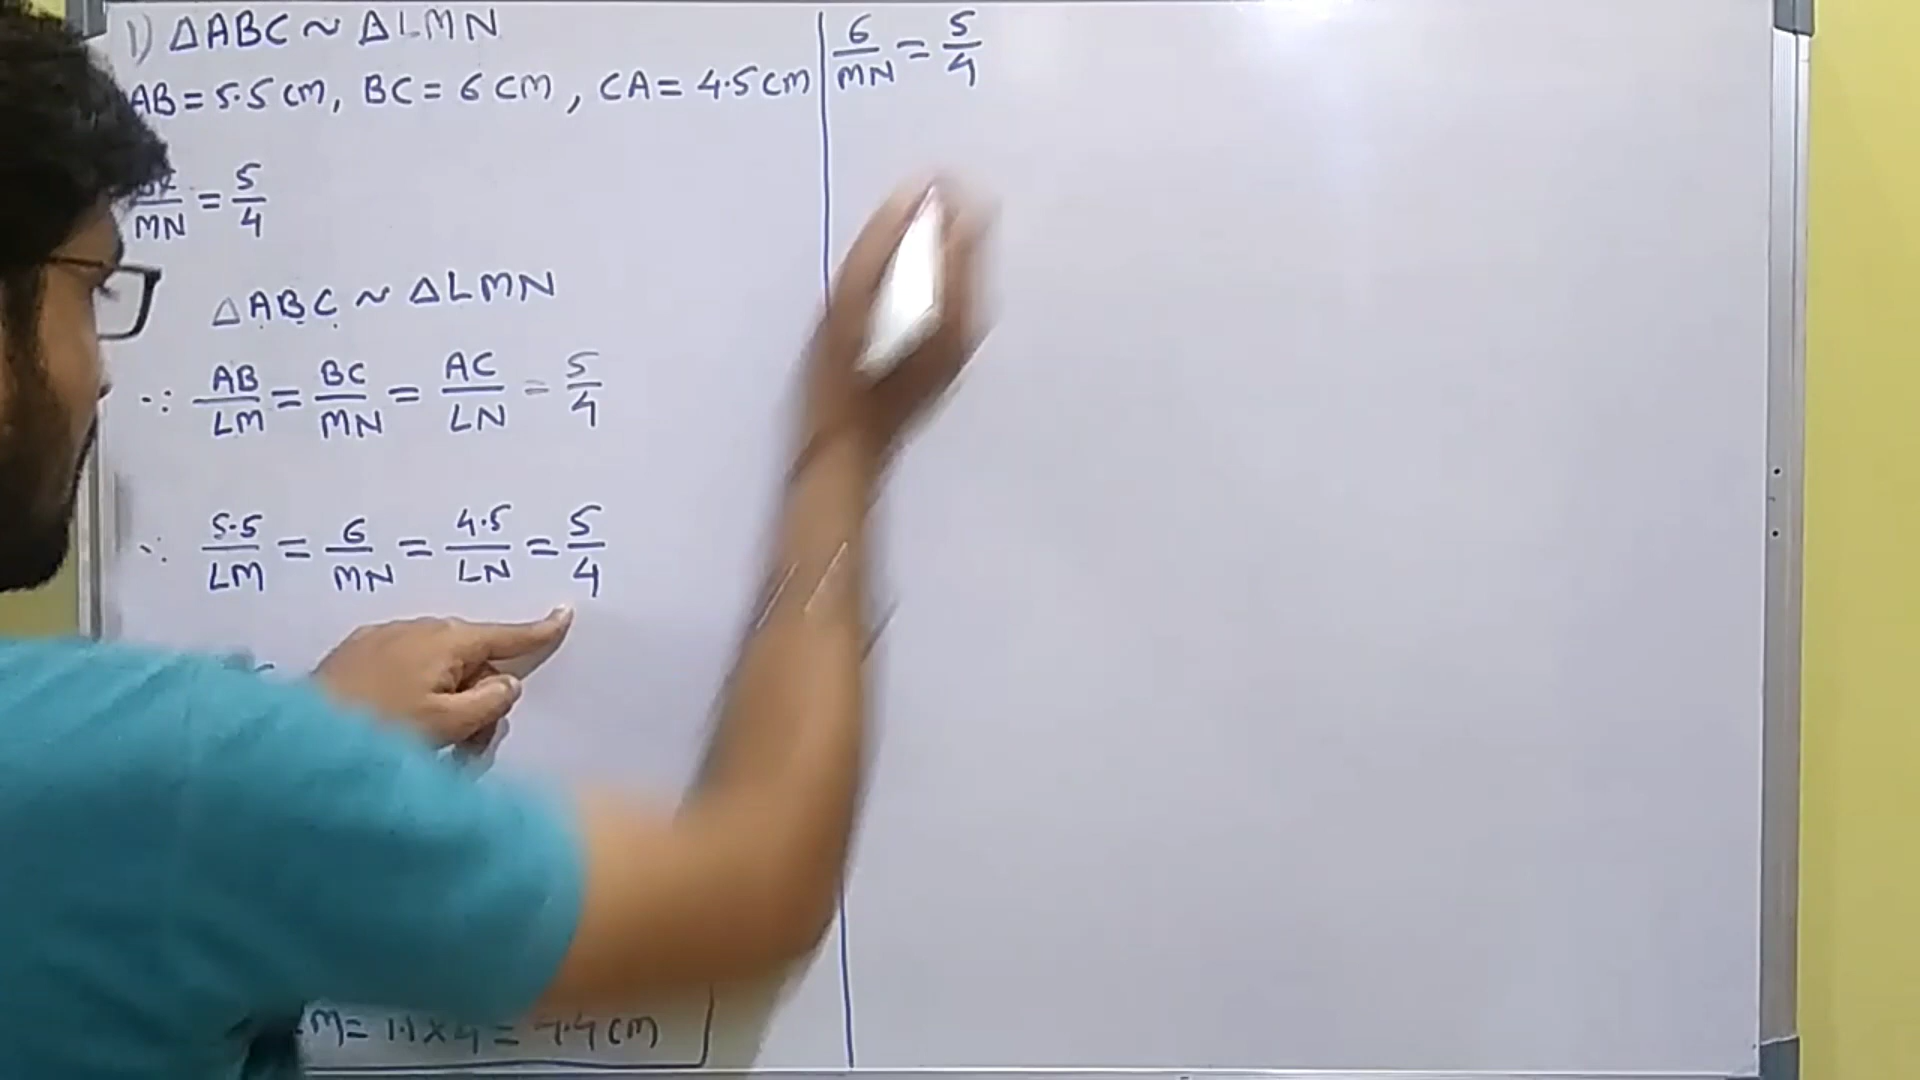 1) △ABC ~ △LMN
AB = 5.5 cm, BC = 6 cm, CA = 4.5 cm
/MN = 5/4
△ABC ~ △LMN
∵ AB/LM = BC/MN = AC/LN = 5/4
∵ 5.5/LM = 6/MN = 4.5/LN = 5/4
M = 1.1 × 4 = 4.4 cm
6/MN = 5/4